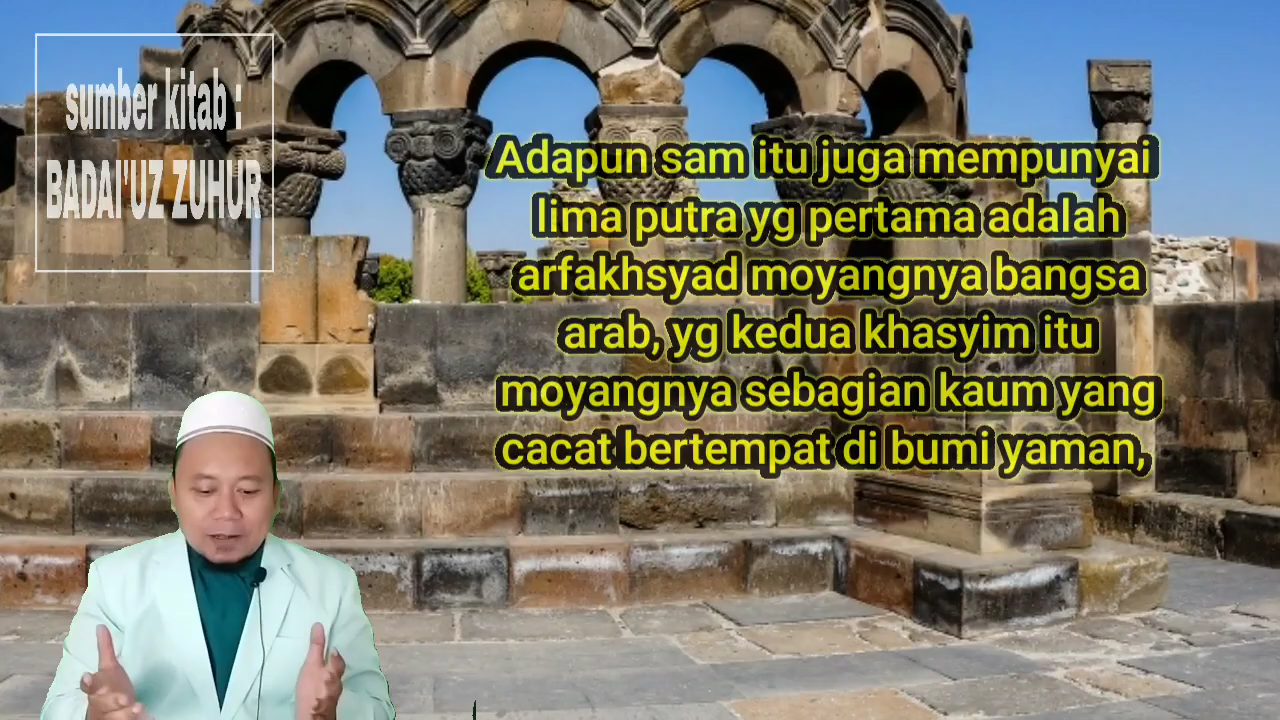 sumber kitab :
BADAI'UZ ZUHUR
Adapun sam itu juga mempunyai
lima putra yg pertama adalah
arfakhsyad moyangnya bangsa
arab, yg kedua khasyim itu
moyangnya sebagian kaum yang
cacat bertempat di bumi yaman,